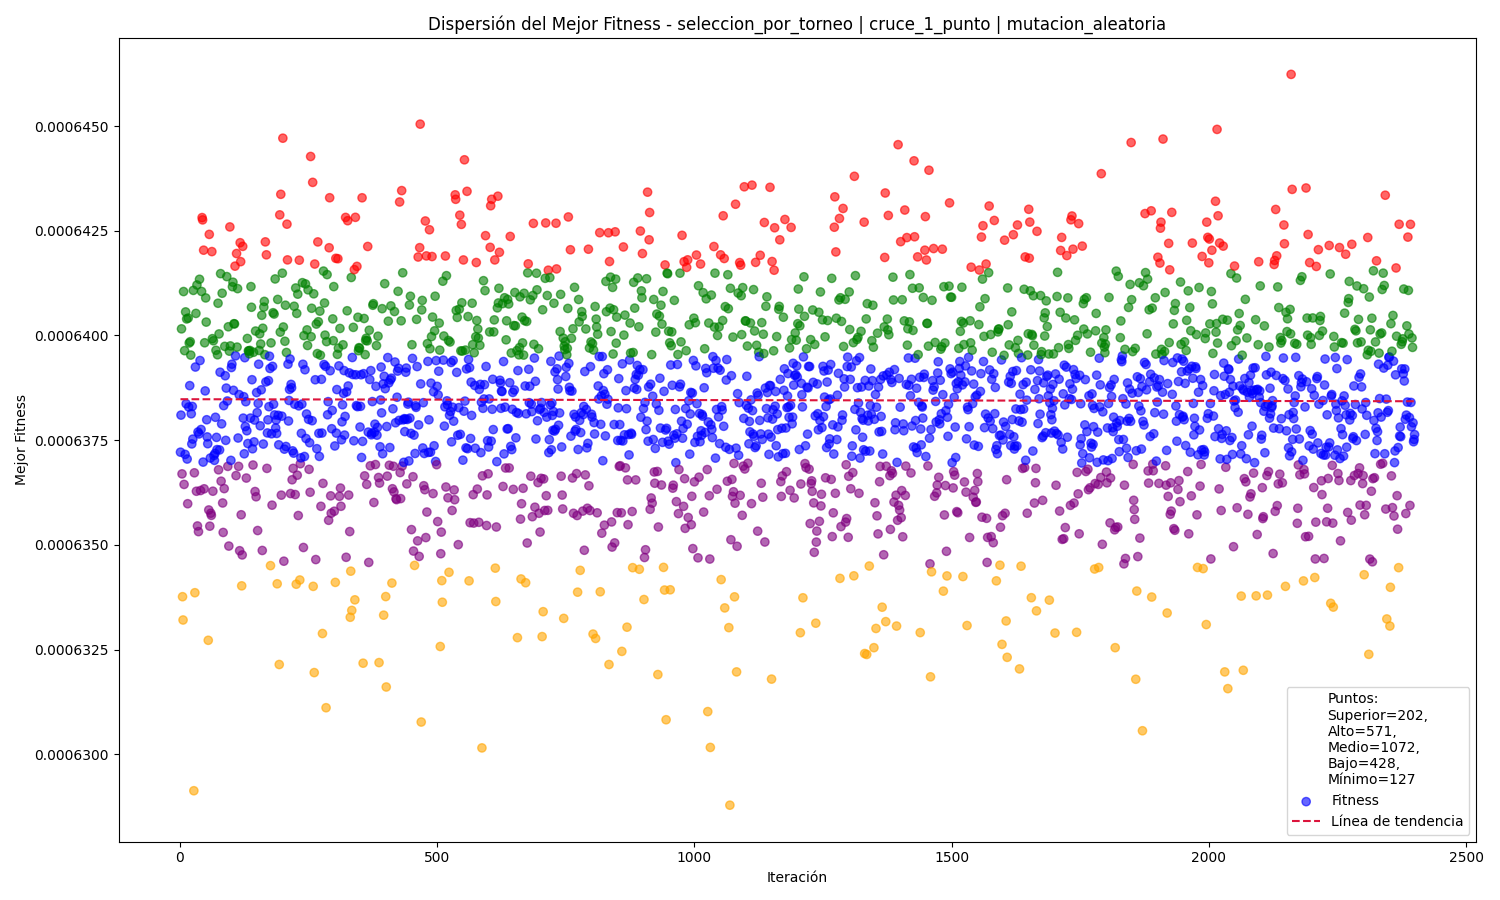 Dispersión del Mejor Fitness - seleccion_por_torneo | cruce_1_punto | mutacion_aleatoria
Mejor Fitness
0.0006450
0.0006425
0.0006400
0.0006375
0.0006350
0.0006325
0.0006300
Puntos:
Superior=202,
Alto=571,
Medio=1072,
Bajo=428,
Mínimo=127
Fitness
Línea de tendencia
0 500 1000 1500 2000 2500
Iteración